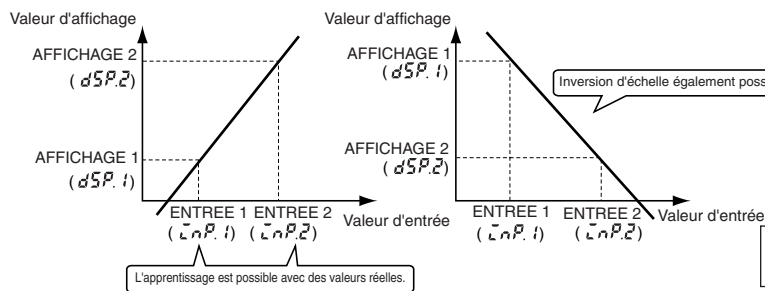 Valeur d'affichage
AFFICHAGE 2
(dSP.2)
AFFICHAGE 1
(dSP.1)
ENTREE 1
(inP.1)
ENTREE 2
(inP.2)
Valeur d'entrée
L'apprentissage est possible avec des valeurs réelles.
Valeur d'affichage
AFFICHAGE 1
(dSP.1)
AFFICHAGE 2
(dSP.2)
Inversion d'échelle également poss
ENTREE 1
(inP.1)
ENTREE 2
(inP.2)
Valeur d'entrée